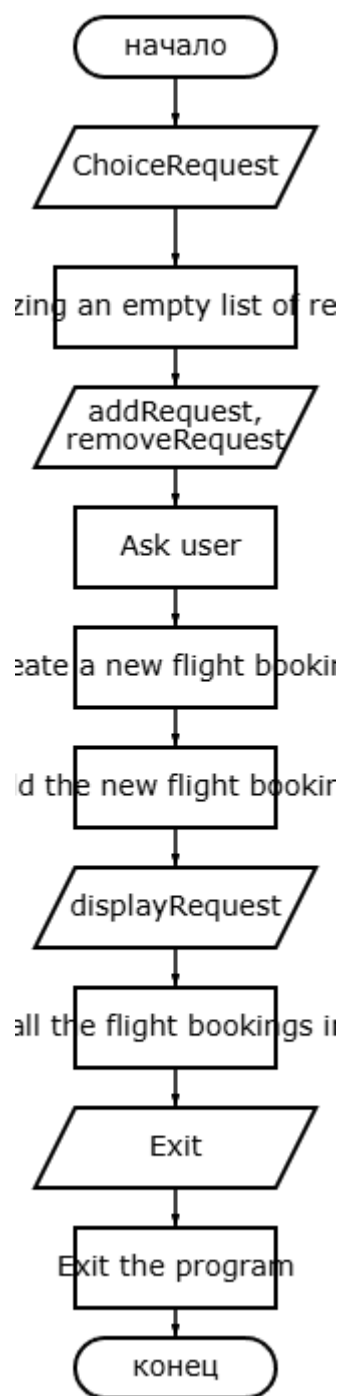 начало
ChoiceRequest
zing an empty list of re
addRequest,
removeRequest
Ask user
eate a new flight bookin
d the new flight bookin
displayRequest
all the flight bookings in
Exit
Exit the program
конец